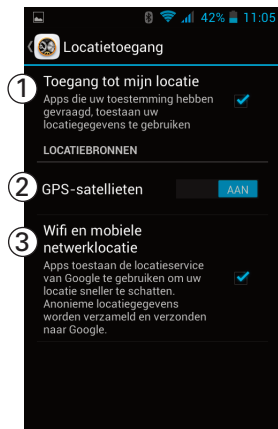 42% 11:05
Locatietoegang
1
Toegang tot mijn locatie
Apps die uw toestemming hebben
gevraagd, toestaan uw
locatiegegevens te gebruiken
LOCATIEBRONNEN
2
GPS-satellieten AAN
3
Wifi en mobiele
netwerklocatie
Apps toestaan de locatieservice
van Google te gebruiken om uw
locatie sneller te schatten.
Anonieme locatiegegevens
worden verzameld en verzonden
naar Google.